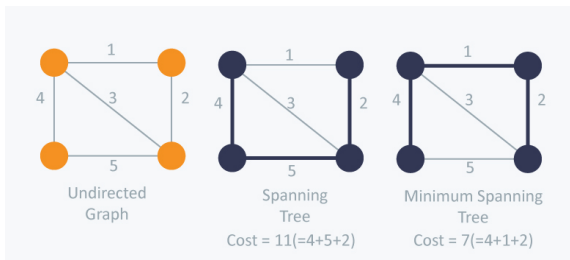 1
4
3
2
5
Undirected
Graph
1
4
3
2
5
Spanning
Tree
Cost = 11(=4+5+2)
1
4
3
2
5
Minimum Spanning
Tree
Cost = 7(=4+1+2)